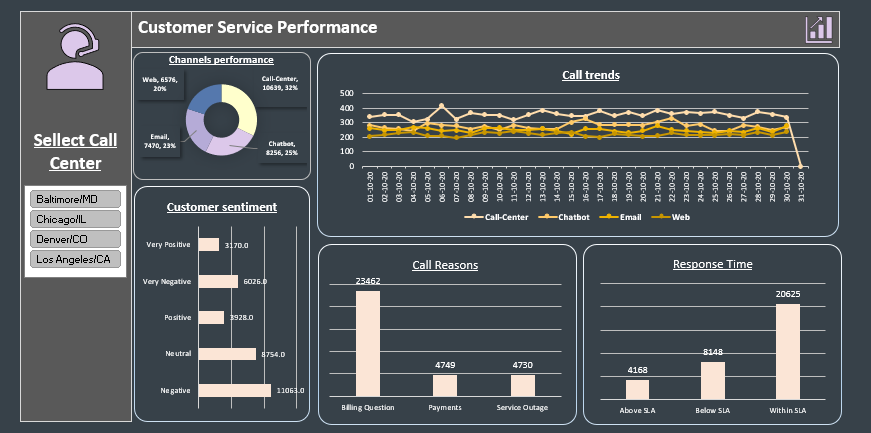 Customer Service Performance
Sellect Call
Center
Baltimore/MD
Chicago/IL
Denver/CO
Los Angeles/CA
Channels performance
Web, 6576,
20%
Call-Center,
10639, 32%
Email,
7470, 23%
Chatbot,
8256, 25%
Call trends
500
400
300
200
100
0
01-10-20
02-10-20
03-10-20
04-10-20
05-10-20
06-10-20
07-10-20
08-10-20
09-10-20
10-10-20
11-10-20
12-10-20
13-10-20
14-10-20
15-10-20
16-10-20
17-10-20
18-10-20
19-10-20
20-10-20
21-10-20
22-10-20
23-10-20
24-10-20
25-10-20
26-10-20
27-10-20
28-10-20
29-10-20
30-10-20
31-10-20
Call-Center Chatbot Email Web
Customer sentiment
Very Positive 3170.0
Very Negative 6026.0
Positive 3928.0
Neutral 8754.0
Negative 11063.0
Call Reasons
23462
4749 4730
Billing Question Payments Service Outage
Response Time
20625
8148
4168
Above SLA Below SLA Within SLA